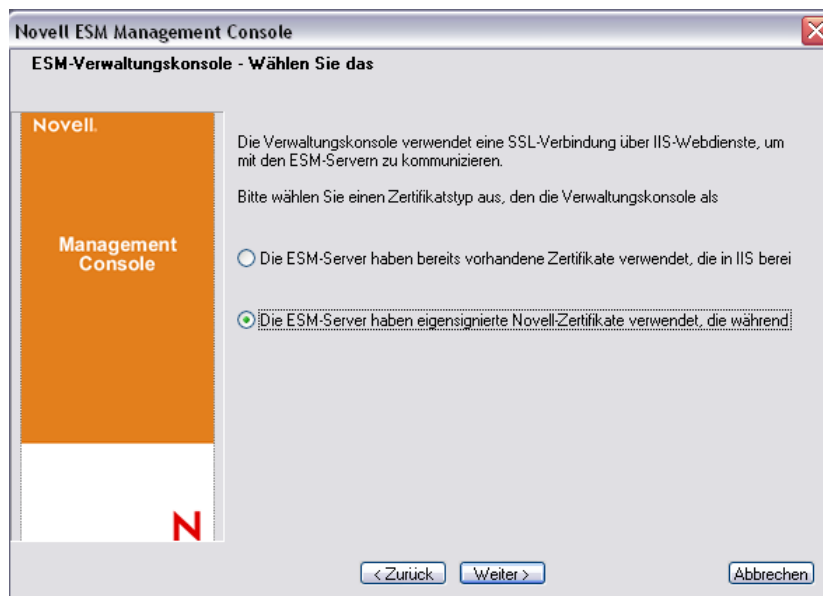 Novell ESM Management Console
ESM-Verwaltungskonsole - Wählen Sie das
Novell.
Management
Console
Die Verwaltungskonsole verwendet eine SSL-Verbindung über IIS-Webdienste, um
mit den ESM-Servern zu kommunizieren.
Bitte wählen Sie einen Zertifikatstyp aus, den die Verwaltungskonsole als
Die ESM-Server haben bereits vorhandene Zertifikate verwendet, die in IIS berei
Die ESM-Server haben eigensignierte Novell-Zertifikate verwendet, die während
N
< Zurück
Weiter >
Abbrechen